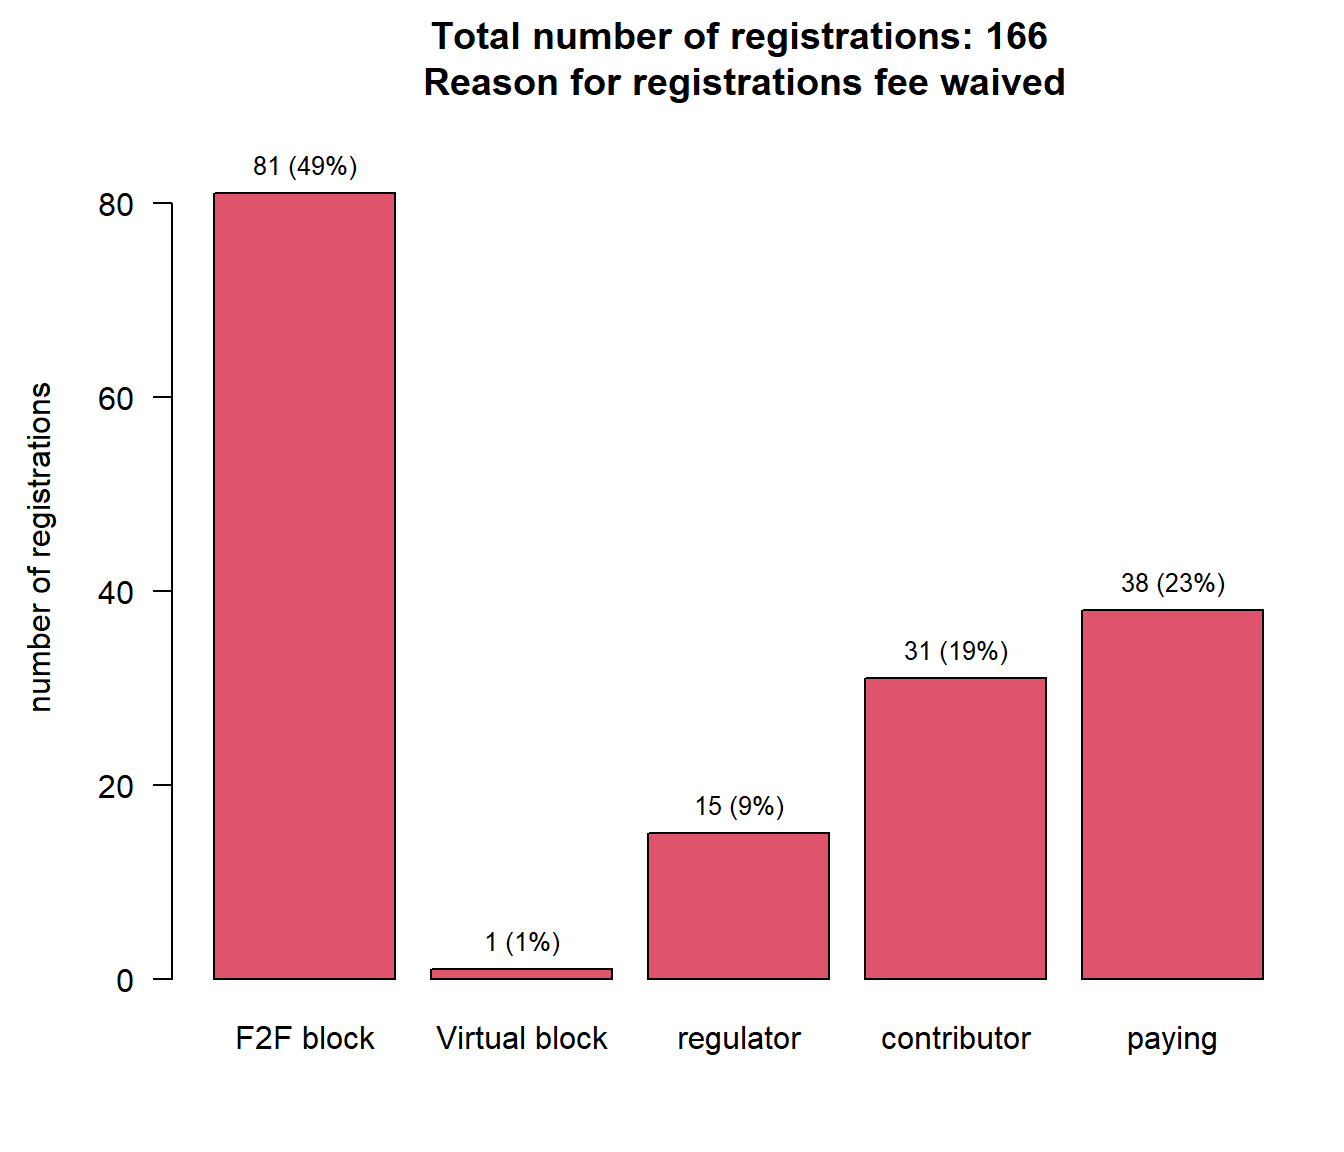 Total number of registrations: 166
Reason for registrations fee waived
number of registrations
80
60
40
20
0
81 (49%)
1 (1%)
15 (9%)
31 (19%)
38 (23%)
F2F block
Virtual block
regulator
contributor
paying